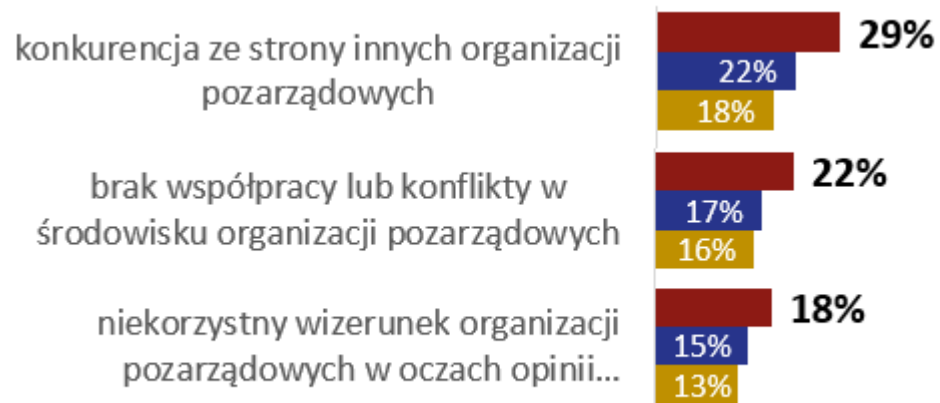 konkurencja ze strony innych organizacji
pozarządowych
29%
22%
18%
brak współpracy lub konflikty w
środowisku organizacji pozarządowych
22%
17%
16%
niekorzystny wizerunek organizacji
pozarządowych w oczach opinii...
18%
15%
13%